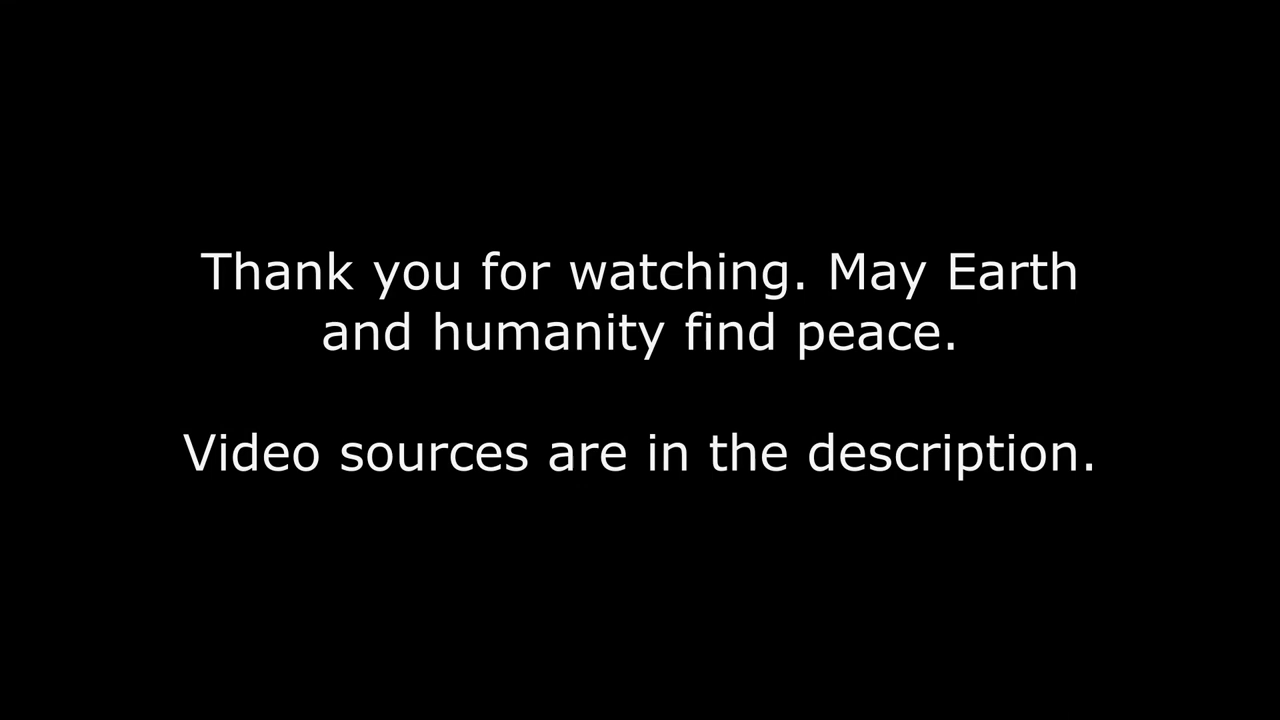 Thank you for watching. May Earth
and humanity find peace.
Video sources are in the description.